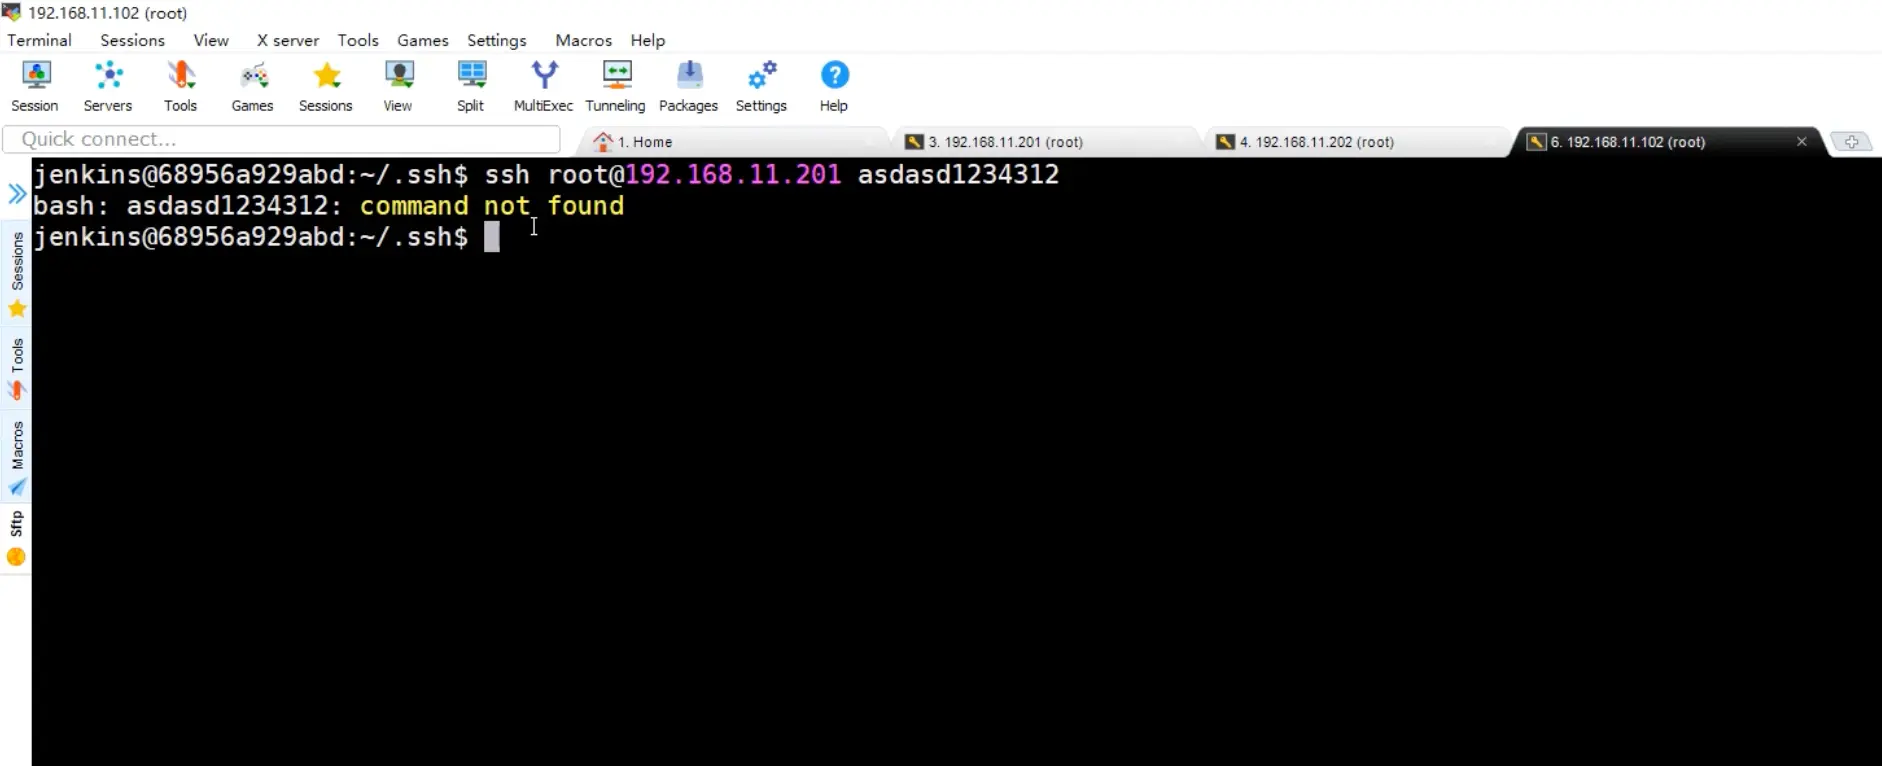 192.168.11.102 (root)
Terminal Sessions View X server Tools Games Settings Macros Help
Session Servers Tools Games Sessions View Split MultiExec Tunneling Packages Settings Help
Quick connect... 1. Home 3. 192.168.11.201 (root) 4. 192.168.11.202 (root) 6. 192.168.11.102 (root)
jenkins@68956a929abd:~/.ssh$ ssh root@192.168.11.201 asdasd1234312
bash: asdasd1234312: command not found
jenkins@68956a929abd:~/.ssh$
Sessions
Tools
Macros
Sftp